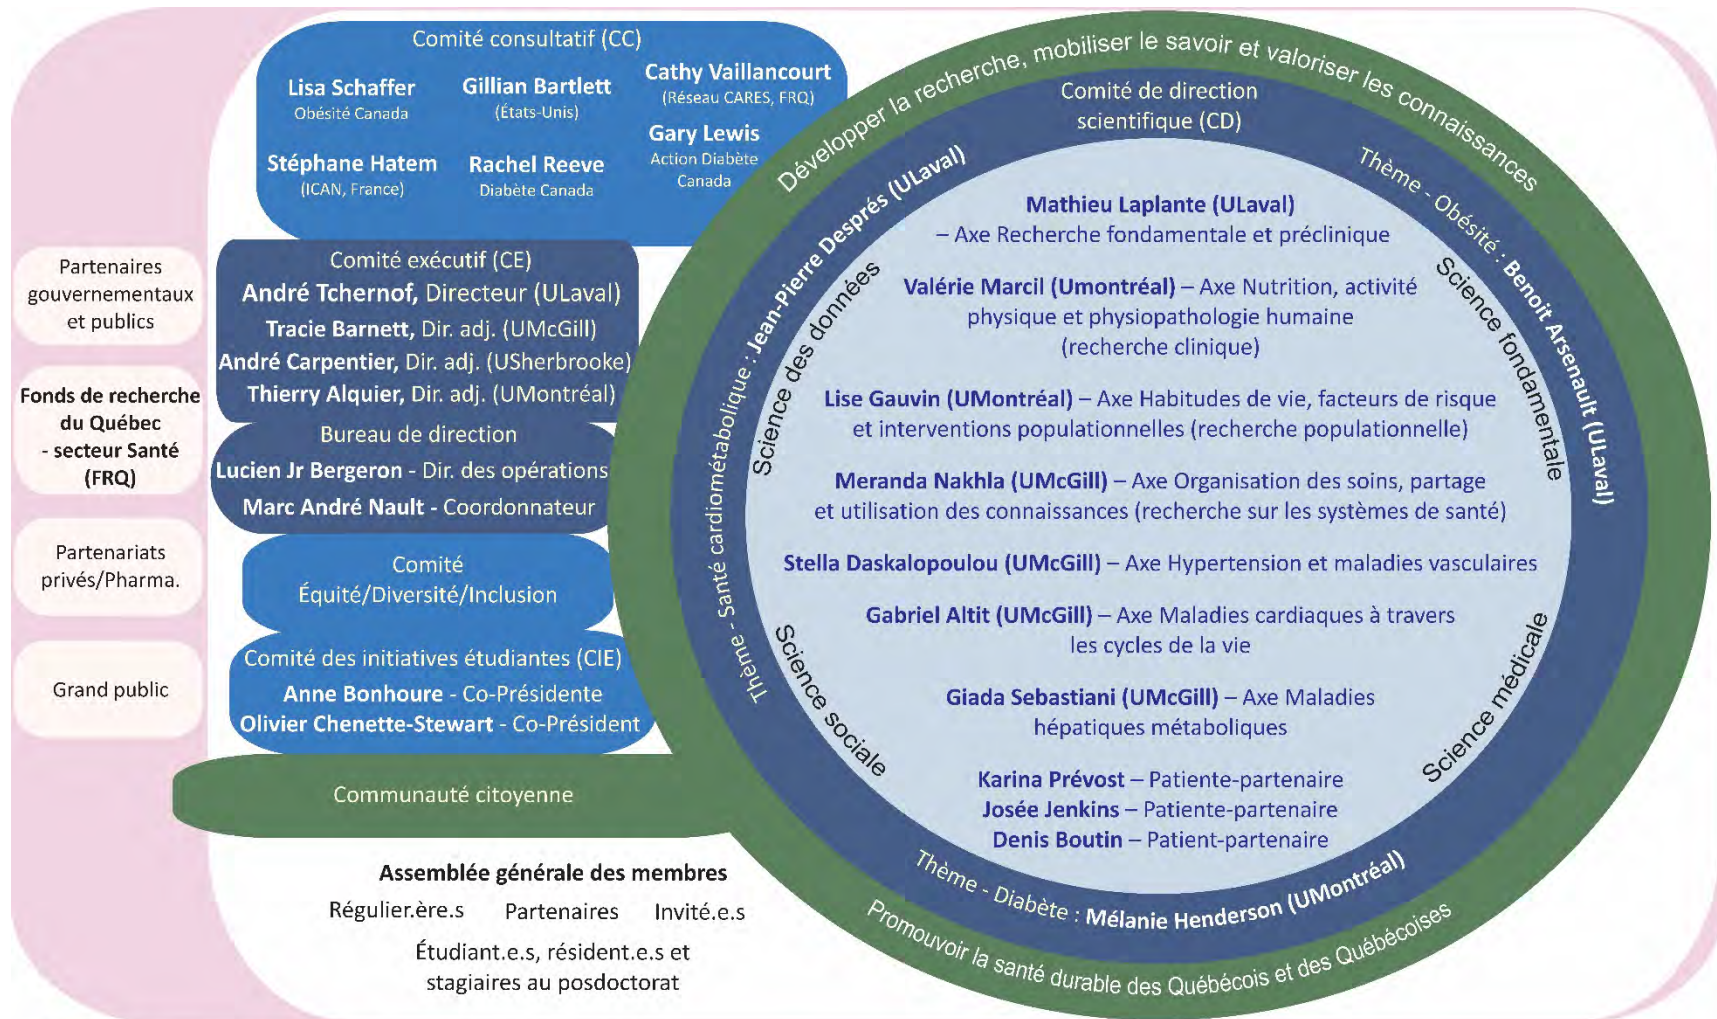 Comité consultatif (CC)
Lisa Schaffer
Obésité Canada
Gillian Bartlett
(États-Unis)
Cathy Vaillancourt
(Réseau CARES, FRQ)
Stéphane Hatem
(ICAN, France)
Rachel Reeve
Diabète Canada
Gary Lewis
Action Diabète
Canada
Partenaires
gouvernementaux
et publics
Fonds de recherche
du Québec
- secteur Santé
(FRQ)
Partenariats
privés/Pharma.
Grand public
Comité exécutif (CE)
André Tchernof, Directeur (ULaval)
Tracie Barnett, Dir. adj. (UMcGill)
André Carpentier, Dir. adj. (USherbrooke)
Thierry Alquier, Dir. adj. (UMontréal)
Bureau de direction
Lucien Jr Bergeron - Dir. des opérations
Marc André Nault - Coordonnateur
Comité
Équité/Diversité/Inclusion
Comité des initiatives étudiantes (CIE)
Anne Bonhoure - Co-Présidente
Olivier Chenette-Stewart - Co-Président
Communauté citoyenne
Assemblée générale des membres
Régulier.ère.s Partenaires Invité.e.s
Étudiant.e.s, résident.e.s et
stagiaires au posdoctorat
Développer la recherche, mobiliser le savoir et valoriser les connaissances
Comité de direction
scientifique (CD)
Thème - Santé cardiométabolique : Jean-Pierre Després (ULaval)
Thème - Obésité : Benoit Arsenault (ULaval)
Science des données
Science fondamentale
Mathieu Laplante (ULaval)
– Axe Recherche fondamentale et préclinique
Valérie Marcil (Umontréal) – Axe Nutrition, activité
physique et physiopathologie humaine
(recherche clinique)
Lise Gauvin (UMontréal) – Axe Habitudes de vie, facteurs de risque
et interventions populationnelles (recherche populationnelle)
Meranda Nakhla (UMcGill) – Axe Organisation des soins, partage
et utilisation des connaissances (recherche sur les systèmes de santé)
Stella Daskalopoulou (UMcGill) – Axe Hypertension et maladies vasculaires
Gabriel Altit (UMcGill) – Axe Maladies cardiaques à travers
les cycles de la vie
Giada Sebastiani (UMcGill) – Axe Maladies
hépatiques métaboliques
Karina Prévost – Patiente-partenaire
Josée Jenkins – Patiente-partenaire
Denis Boutin – Patient-partenaire
Science sociale
Science médicale
Thème - Diabète : Mélanie Henderson (UMontréal)
Promouvoir la santé durable des Québécois et des Québécoises